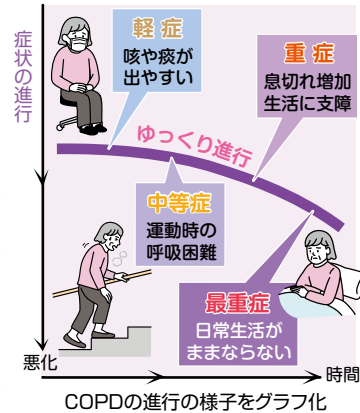 症状の進行
軽症
咳や痰が
出やすい
重症
息切れ増加
生活に支障
ゆっくり進行
中等症
運動時の
呼吸困難
最重症
日常生活が
ままならない
悪化
時間
COPDの進行の様子をグラフ化